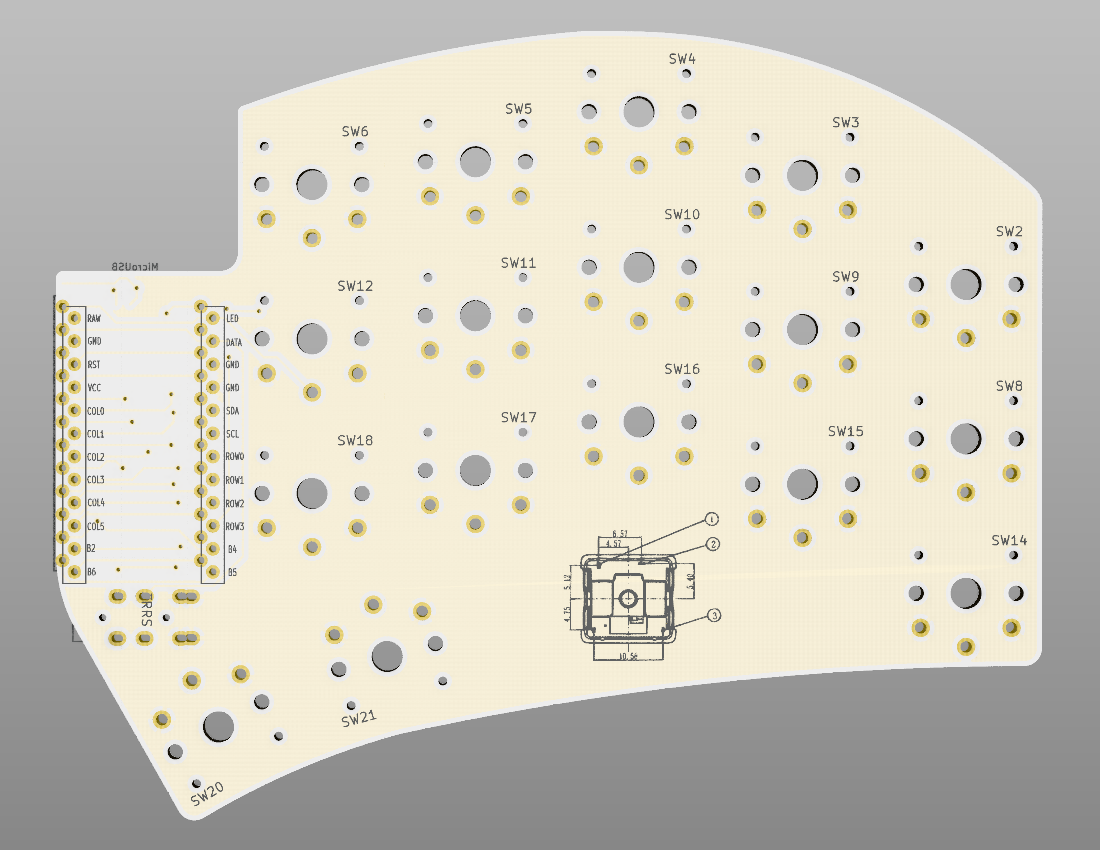 SW4
SW5
SW3
SW6
SW10
SW2
SW11
MicroUSB
SW9
SW12
RAW
LED
GND
DATA
RST
GND
VCC
GND
SW16
SW8
COL0
SDA
COL1
SCL
SW17
SW15
SW18
COL2
ROW0
COL3
ROW1
COL4
ROW2
COL5
ROW3
1
6.57
SW14
4.57
2
B2
B4
B6
B5
5.12
5.40
TRRS
4.75
3
10.56
SW21
SW20